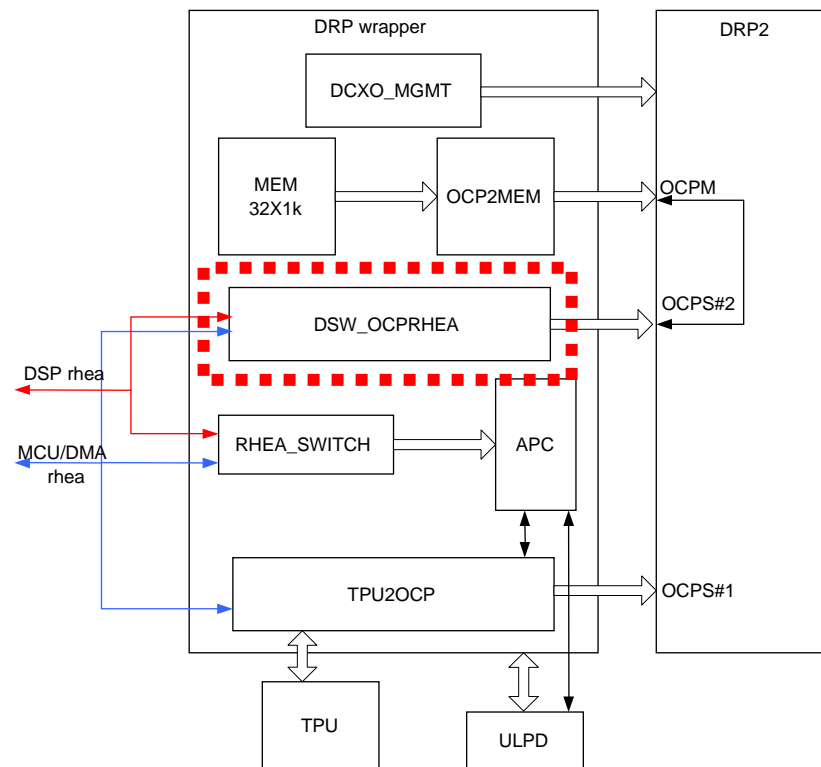 DRP wrapper
DRP2
DCXO_MGMT
MEM
32X1k
OCP2MEM
OCPM
DSW_OCPRHEA
OCPS#2
DSP rhea
MCU/DMA
rhea
RHEA_SWITCH
APC
TPU2OCP
OCPS#1
TPU
ULPD